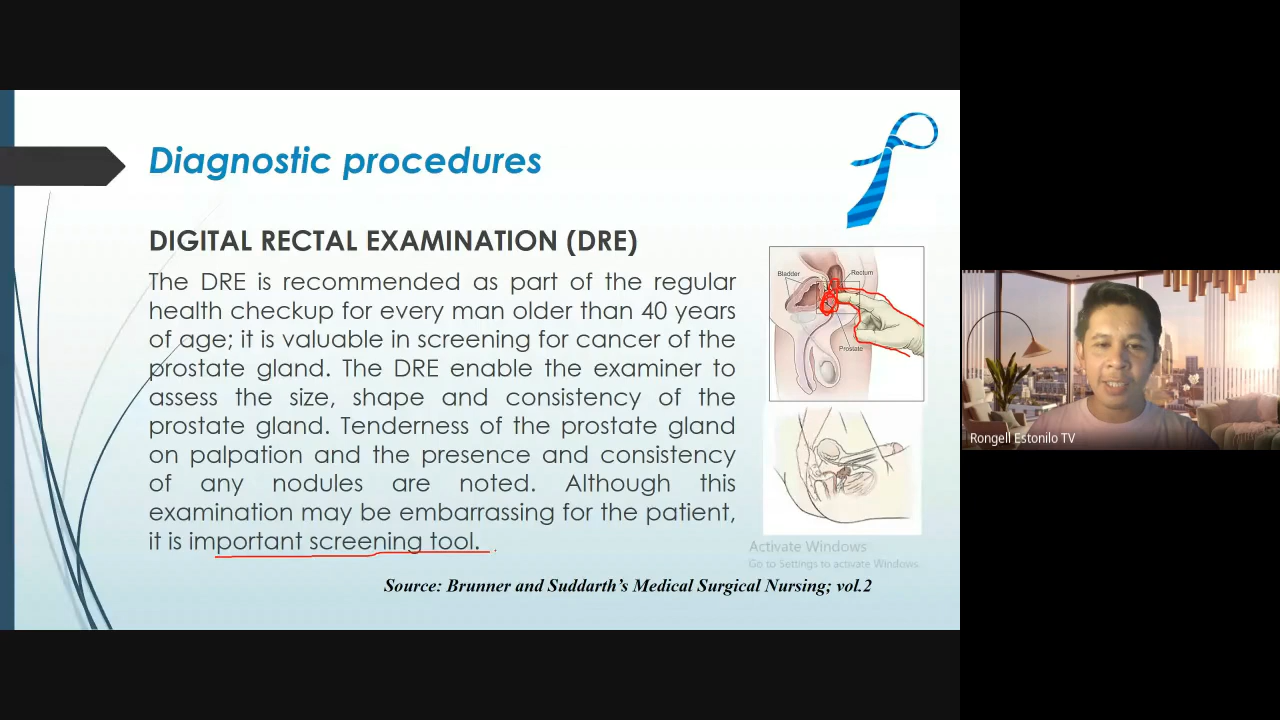 Diagnostic procedures
DIGITAL RECTAL EXAMINATION (DRE)
The DRE is recommended as part of the regular
health checkup for every man older than 40 years
of age; it is valuable in screening for cancer of the
prostate gland. The DRE enable the examiner to
assess the size, shape and consistency of the
prostate gland. Tenderness of the prostate gland
on palpation and the presence and consistency
of any nodules are noted. Although this
examination may be embarrassing for the patient,
it is important screening tool.
Bladder
Rectum
Prostate
Activate Windows
Go to Settings to activate Windows.
Source: Brunner and Suddarth's Medical Surgical Nursing; vol.2
Rongell Estonilo TV